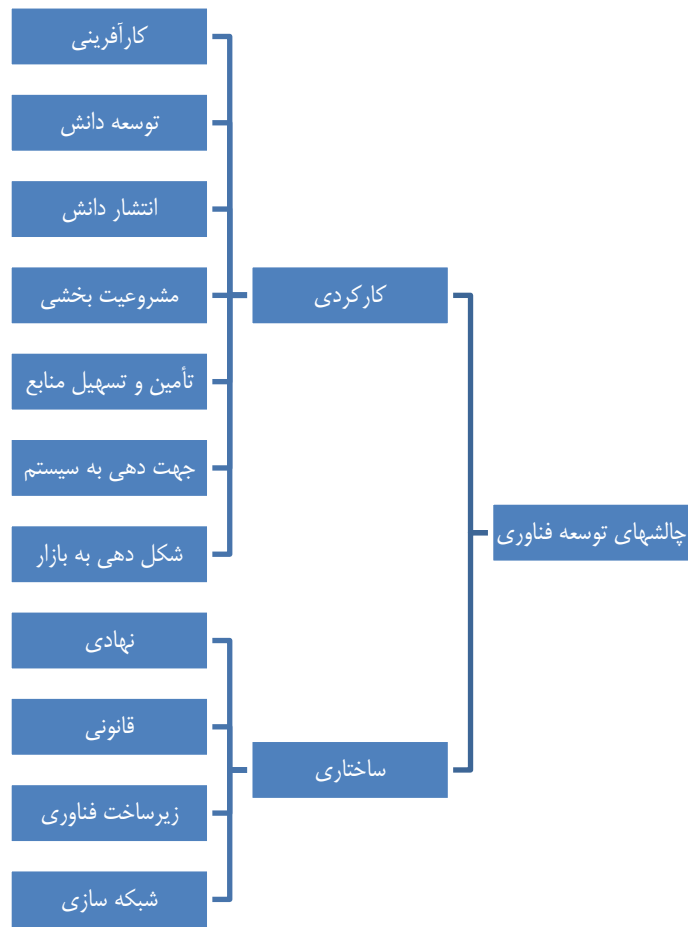 چالشهای توسعه فناوری
کارکردی
کارآفرینی
توسعه دانش
انتشار دانش
مشروعیت بخشی
تأمین و تسهیل منابع
جهت دهی به سیستم
شکل دهی به بازار
ساختاری
نهادی
قانونی
زیرساخت فناوری
شبکه سازی